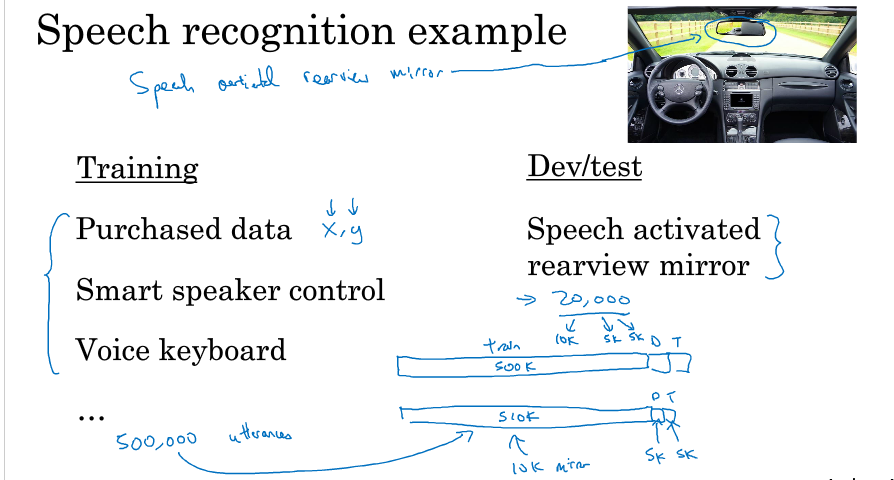 Speech recognition example
Speech activated rearview mirror
Training
Purchased data x, y
Smart speaker control
Voice keyboard
...
500,000 utterances
Dev/test
Speech activated
rearview mirror
→ 20,000
10K 5K 5K
train D T
500K
D T
510K
10K mirror 5K 5K